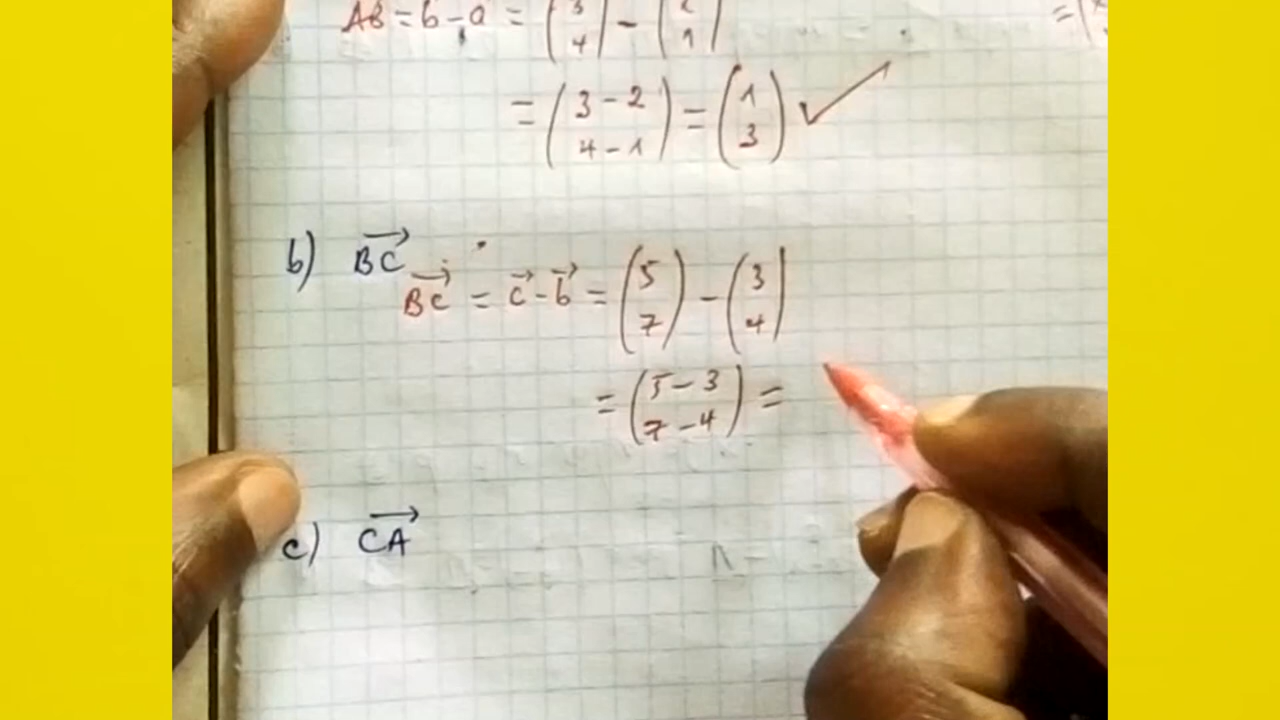 AB = b - a = (3 4) - (2 1)
= (3 - 2 4 - 1) = (1 3) ✓
b) BC→
BC→ = c→ - b→ = (5 7) - (3 4)
= (5 - 3 7 - 4) =
c) CA→